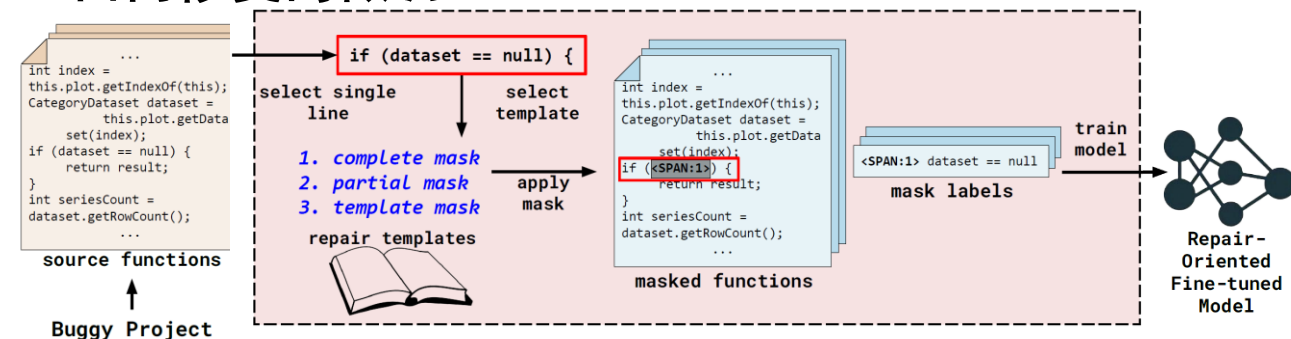 ...
int index =
this.plot.getIndexOf(this);
CategoryDataset dataset =
this.plot.getData
set(index);
if (dataset == null) {
return result;
}
int seriesCount =
dataset.getRowCount();
...
source functions
Buggy Project
if (dataset == null) {
select single
line
select
template
1. complete mask
2. partial mask
3. template mask
repair templates
apply
mask
...
int index =
this.plot.getIndexOf(this);
CategoryDataset dataset =
this.plot.getData
set(index);
if (<SPAN:1>) {
return result;
}
int seriesCount =
dataset.getRowCount();
...
masked functions
<SPAN:1> dataset == null
mask labels
train
model
Repair-
Oriented
Fine-tuned
Model